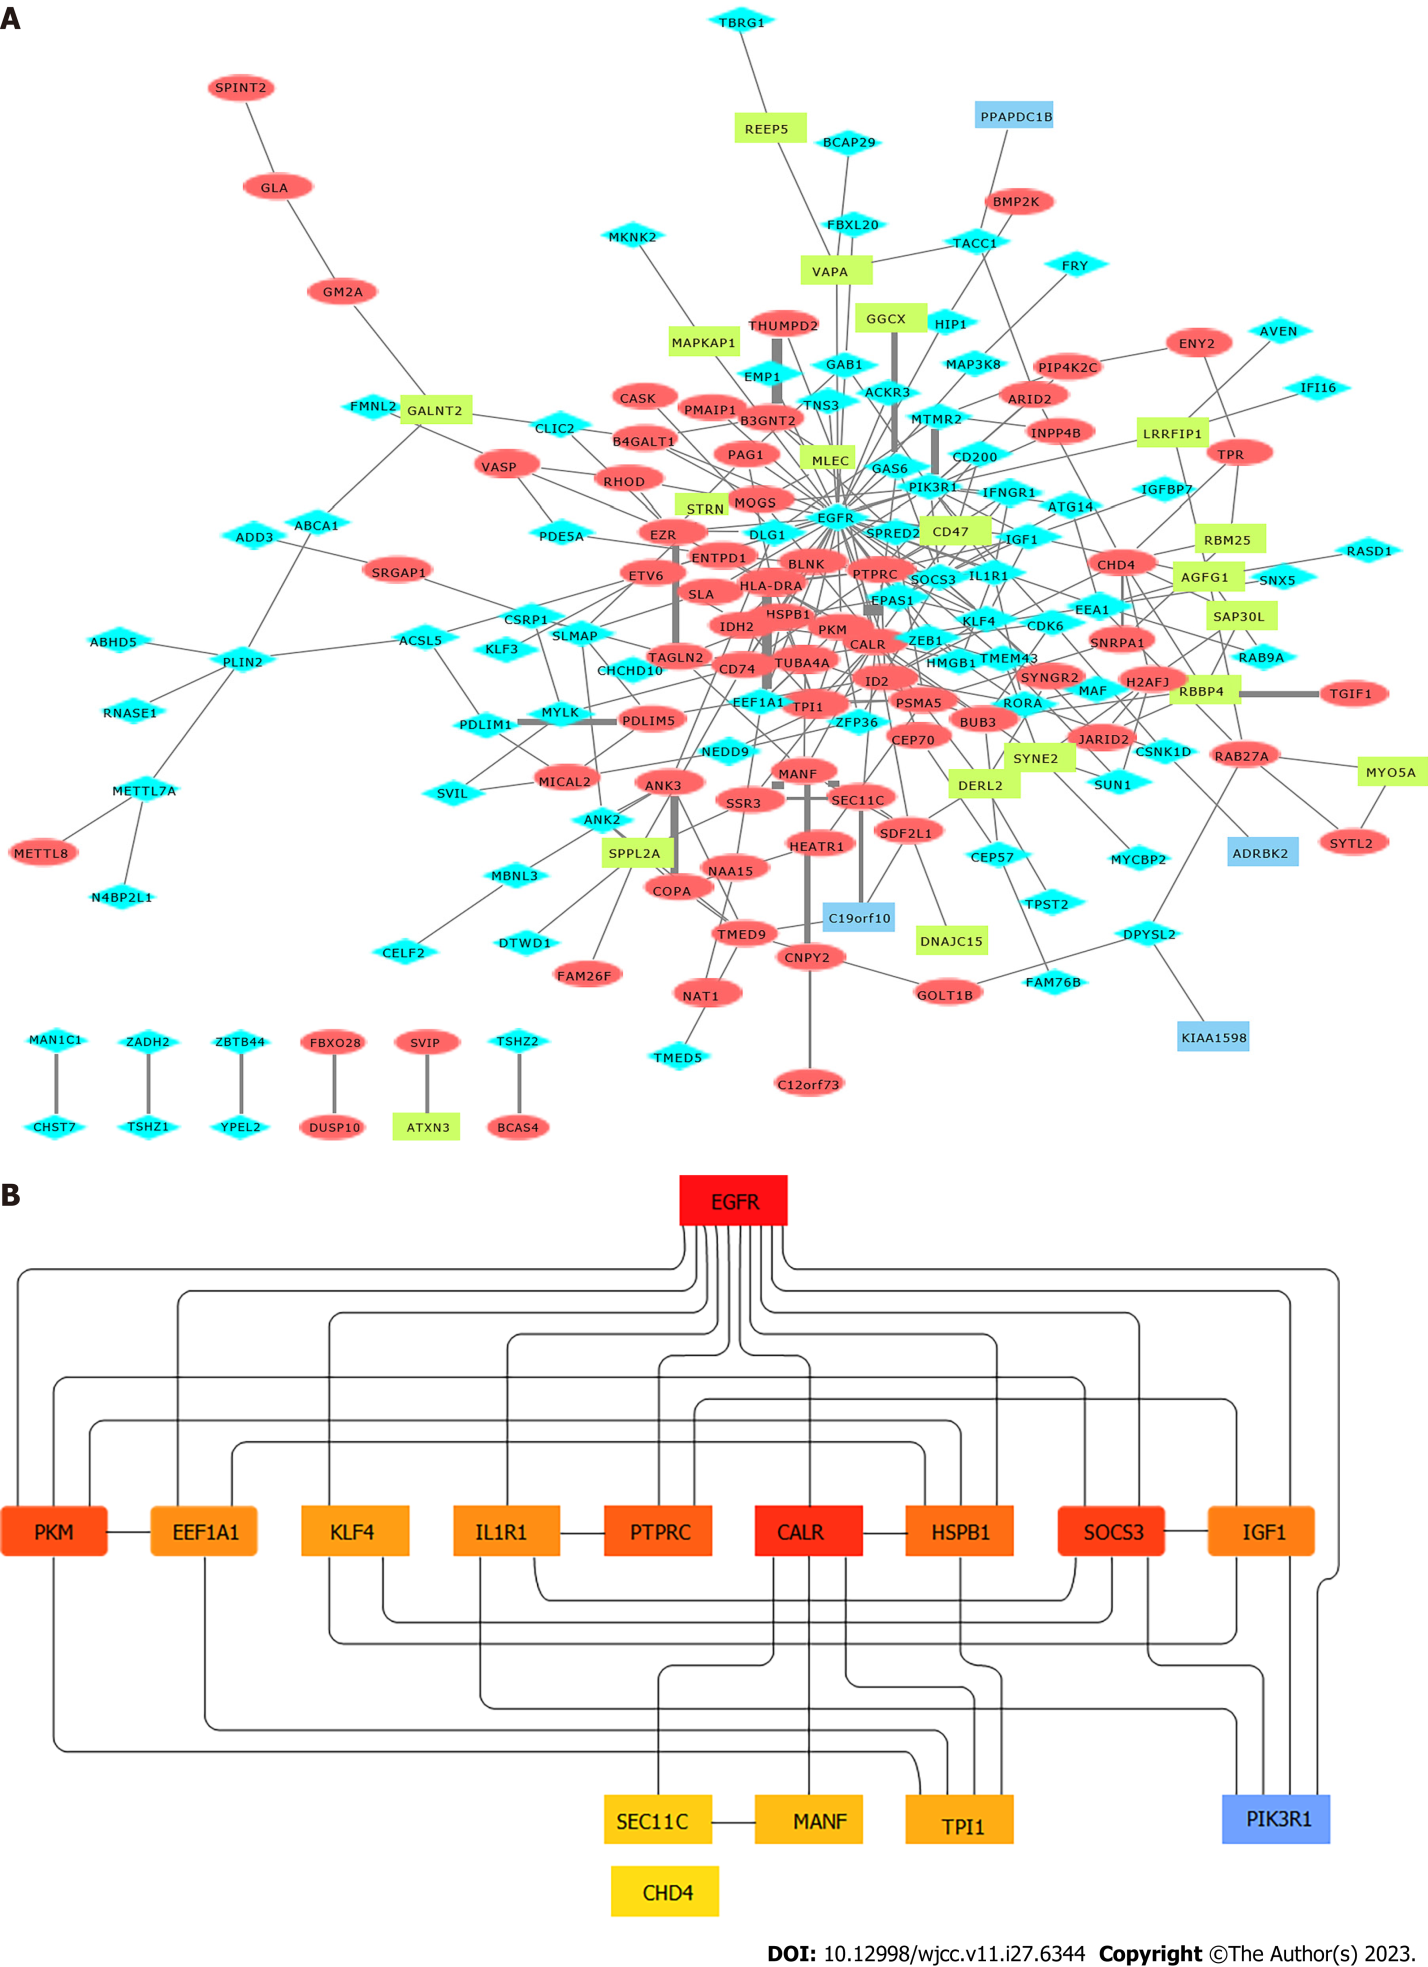 A
TBRG1
SPINT2
PPAPDC1B
REEP5
BCAP29
GLA
BMP2K
FBXL20
MKNK2
TACC1
FRY
VAPA
GM2A
GGCX
HIP1
THUMPD2
AVEN
MAPKAP1
ENY2
GAB1
MAP3K8
PIP4K2C
EMP1
IFI16
ACKR3
CASK
ARID2
FMNL2
GALNT2
PMAIP1
TNS3
B3GNT2
MTMR2
CLIC2
B4GALT1
INPP4B
LRRFIP1
PAG1
MLEC
CD200
TPR
VASP
GAS6
RHOD
PIK3R1
IFNGR1
IGFBP7
MOGS
STRN
ATG14
EGFR
ABCA1
ADD3
PDE5A
EZR
DLG1
SPRED2
CD47
IGF1
RBM25
RASD1
ENTPD1
BLNK
CHD4
SRGAP1
ETV6
PTPRC
SOCS3
IL1R1
AGFG1
SNX5
HLA-DRA
SLA
EPAS1
EEA1
HSPB1
SAP30L
CSRP1
KLF4
CDK6
IDH2
PKM
SLMAP
ABHD5
ACSL5
CALR
ZEB1
SNRPA1
KLF3
PLIN2
TAGLN2
HMGB1
TMEM43
RAB9A
CHCHD10
CD74
TUBA4A
ID2
SYNGR2
H2AFJ
MAF
RBBP4
TGIF1
EEF1A1
TPI1
PSMA5
RORA
RNASE1
MYLK
PDLIM1
PDLIM5
ZFP36
BUB3
CEP70
JARID2
NEDD9
CSNK1D
RAB27A
SYNE2
MANF
MYO5A
MICAL2
ANK3
SUN1
DERL2
METTL7A
SVIL
SSR3
SEC11C
ANK2
SDF2L1
HEATR1
SYTL2
METTL8
SPPL2A
CEP57
MYCBP2
ADRBK2
NAA15
MBNL3
COPA
N4BP2L1
TPST2
C19orf10
TMED9
DPYSL2
DTWD1
DNAJC15
CELF2
CNPY2
FAM26F
FAM76B
NAT1
GOLT1B
MAN1C1
ZADH2
ZBTB44
FBXO28
SVIP
TSHZ2
KIAA1598
TMED5
C12orf73
CHST7
TSHZ1
YPEL2
DUSP10
ATXN3
BCAS4
B
EGFR
PKM
EEF1A1
KLF4
IL1R1
PTPRC
CALR
HSPB1
SOCS3
IGF1
SEC11C
MANF
TPI1
PIK3R1
CHD4
DOI: 10.12998/wjcc.v11.i27.6344 Copyright ©The Author(s) 2023.